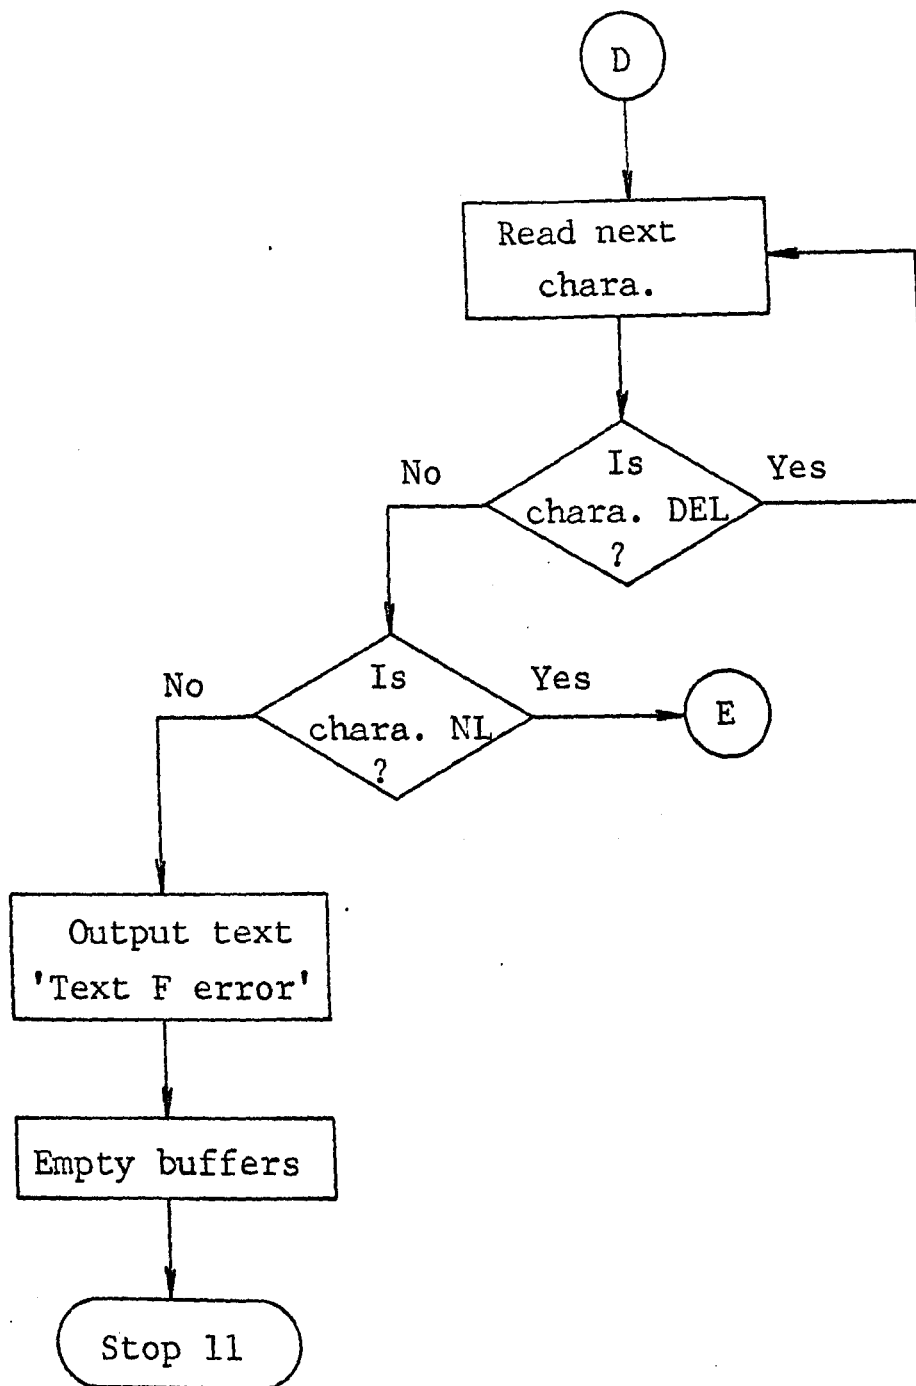 D
Read next
chara.
Is
chara. DEL
?
No
Yes
Is
chara. NL
?
No
Yes
E
Output text
'Text F error'
Empty buffers
Stop 11